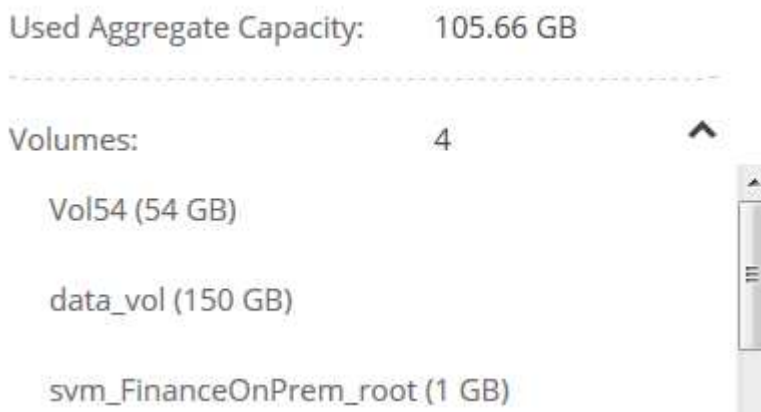 Used Aggregate Capacity: 105.66 GB
Volumes: 4
Vol54 (54 GB)
data_vol (150 GB)
svm_FinanceOnPrem_root (1 GB)